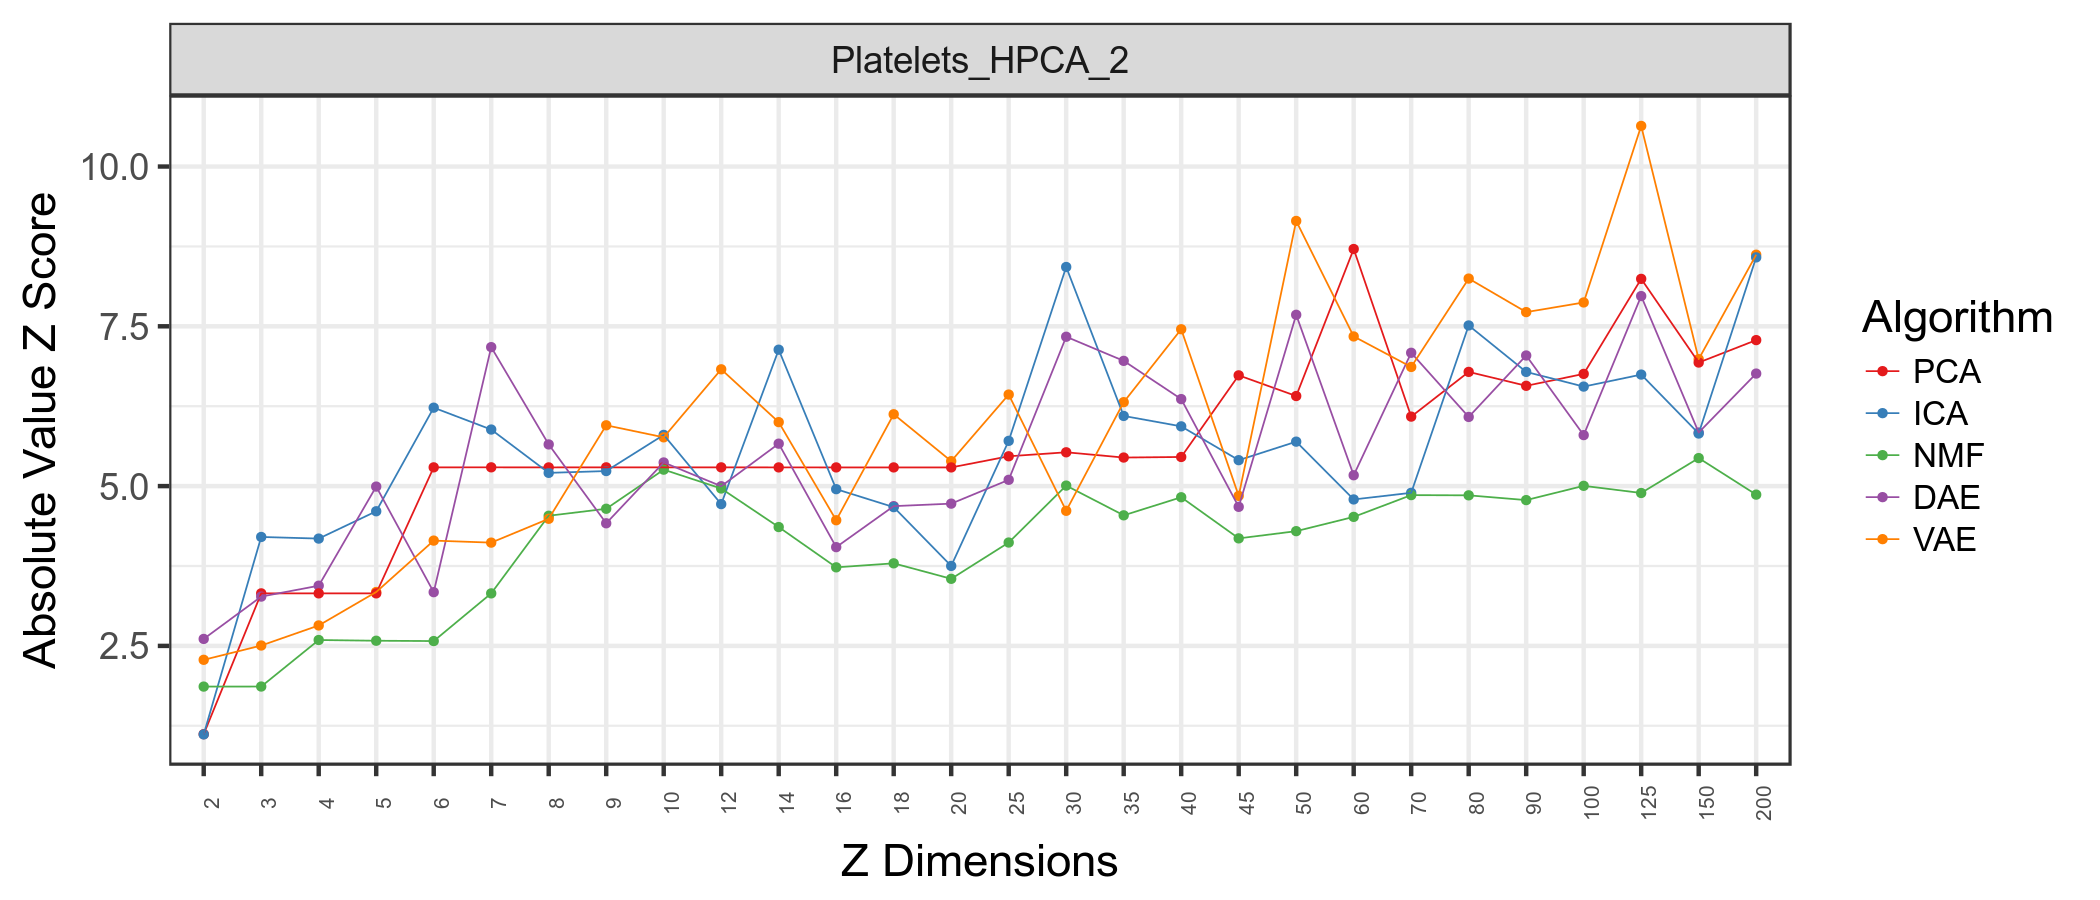 Platelets_HPCA_2
Absolute Value Z Score
10.0
7.5
5.0
2.5
2 3 4 5 6 7 8 9 10 12 14 16 18 20 25 30 35 40 45 50 60 70 80 90 100 125 150 200
Z Dimensions
Algorithm
PCA
ICA
NMF
DAE
VAE